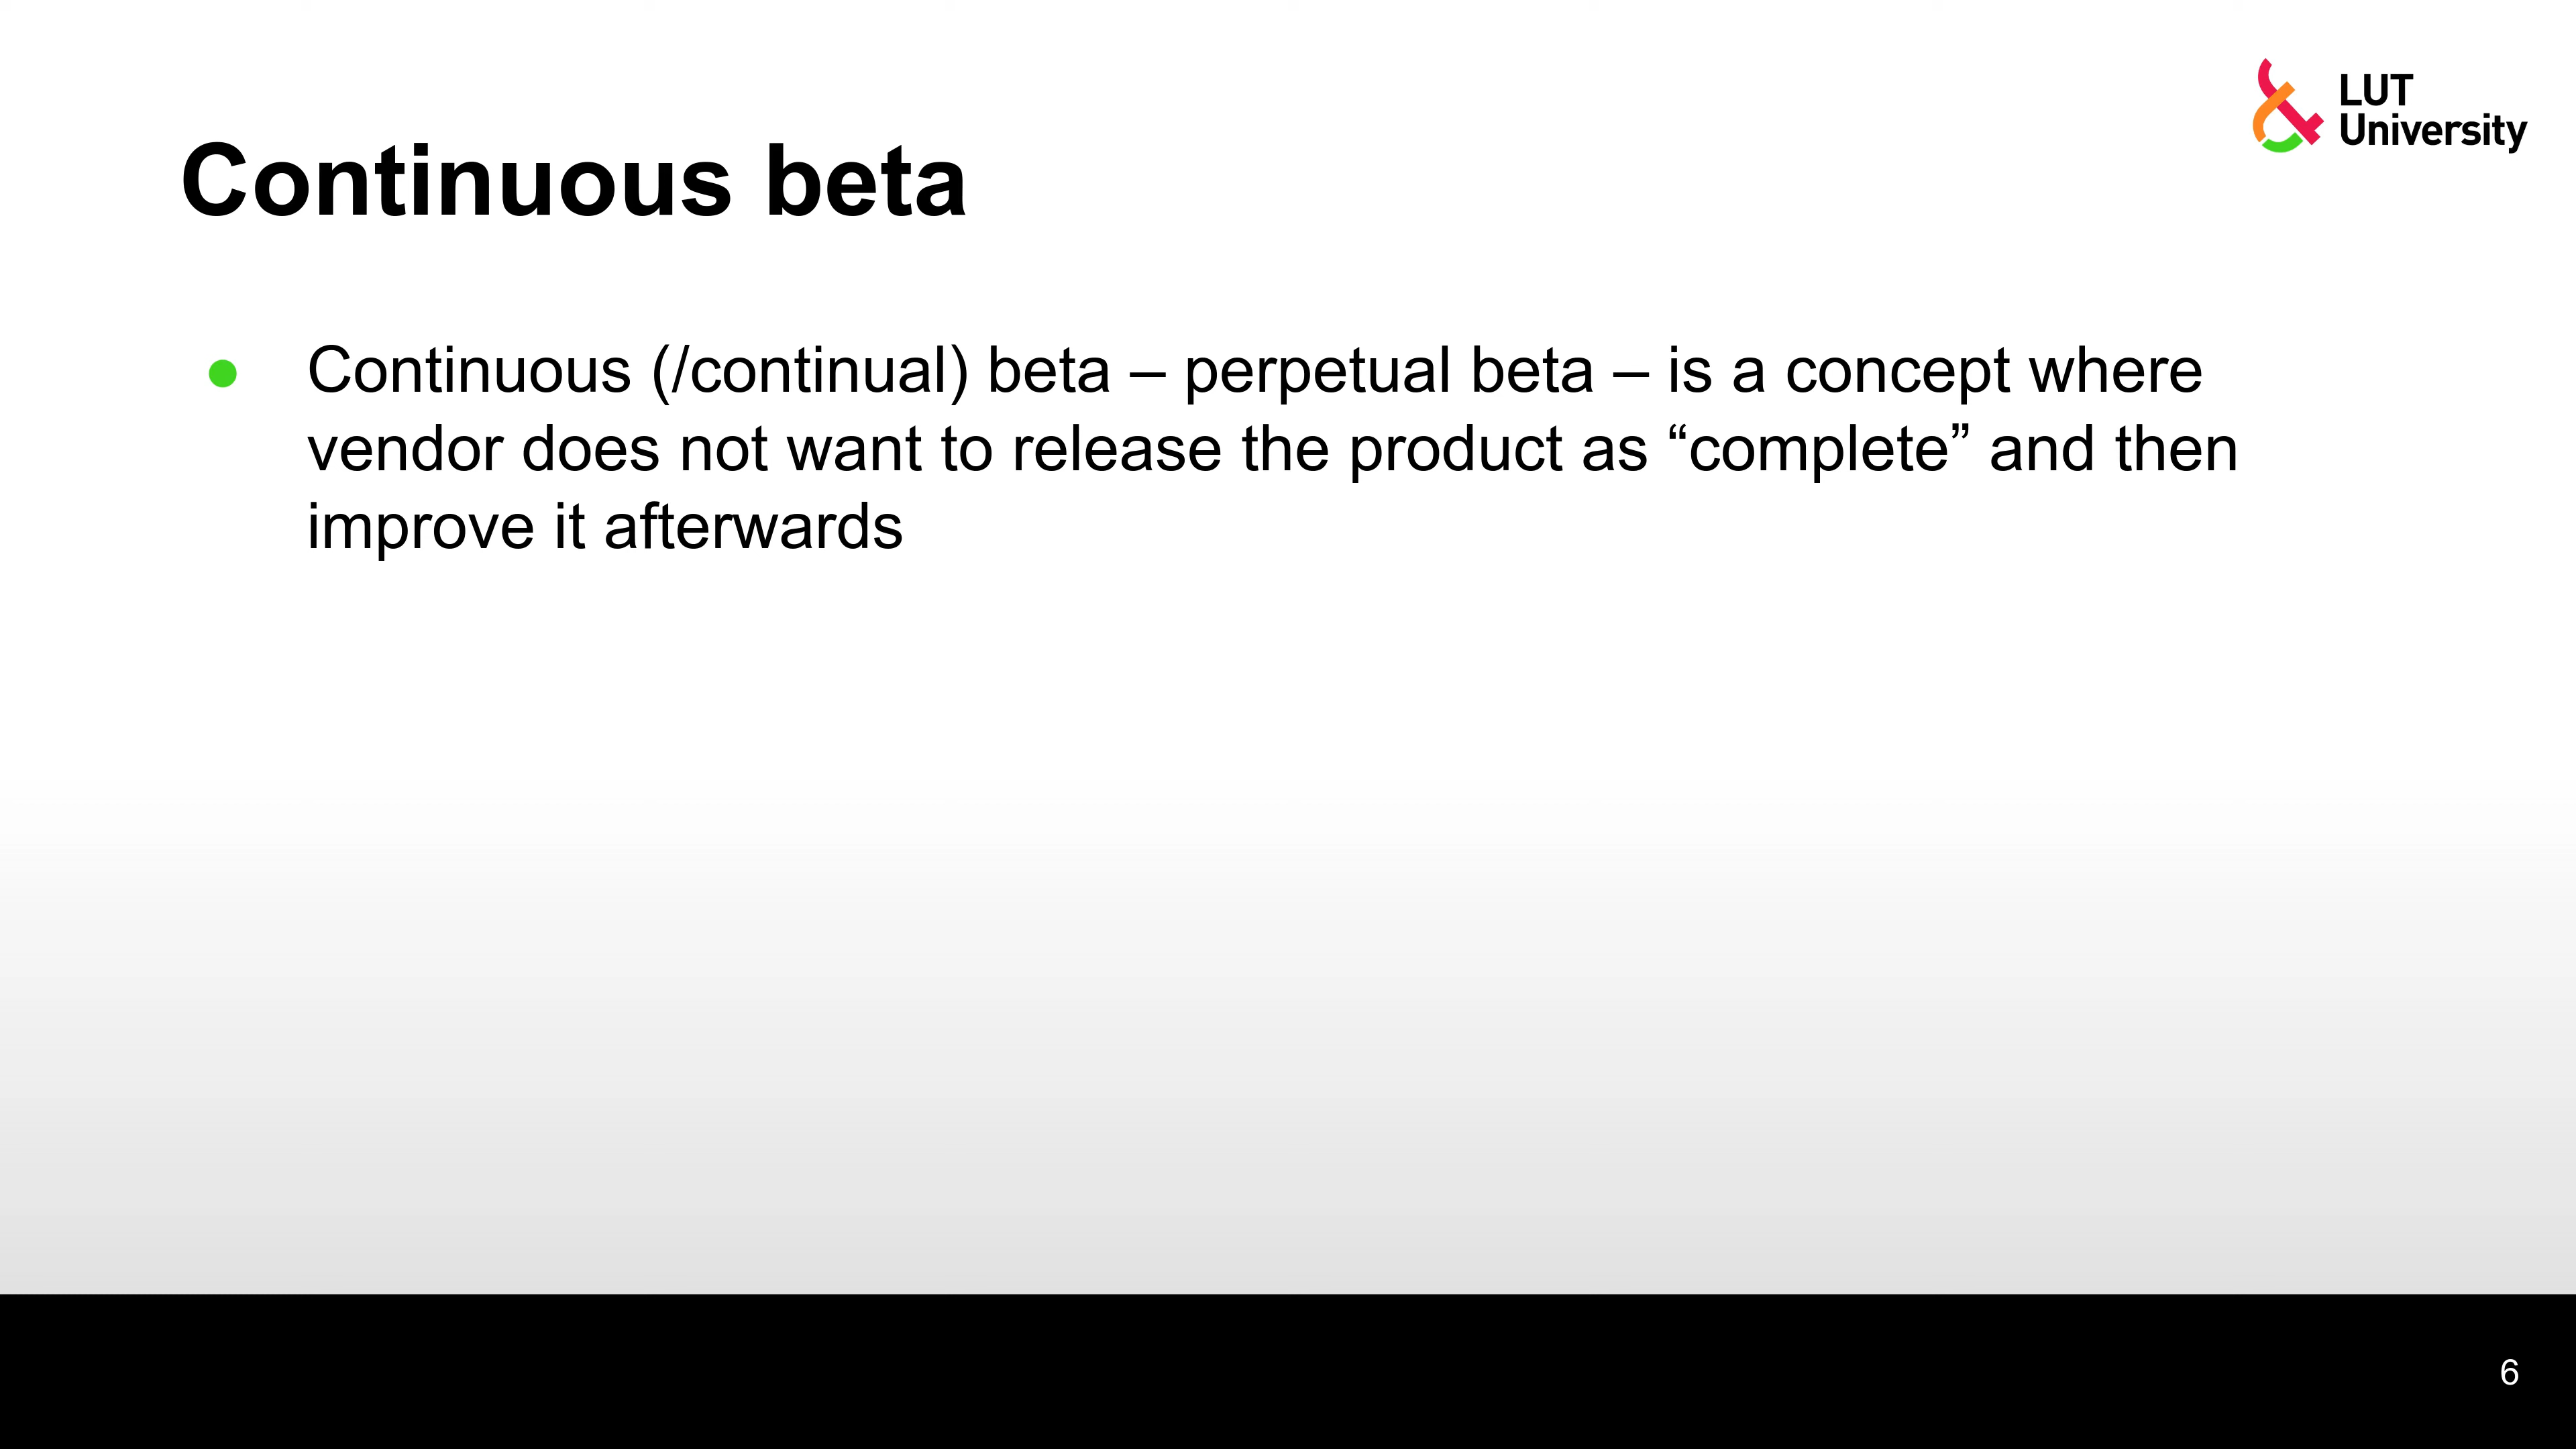 LUT
University
Continuous beta
● Continuous (/continual) beta – perpetual beta – is a concept where
vendor does not want to release the product as “complete” and then
improve it afterwards
6